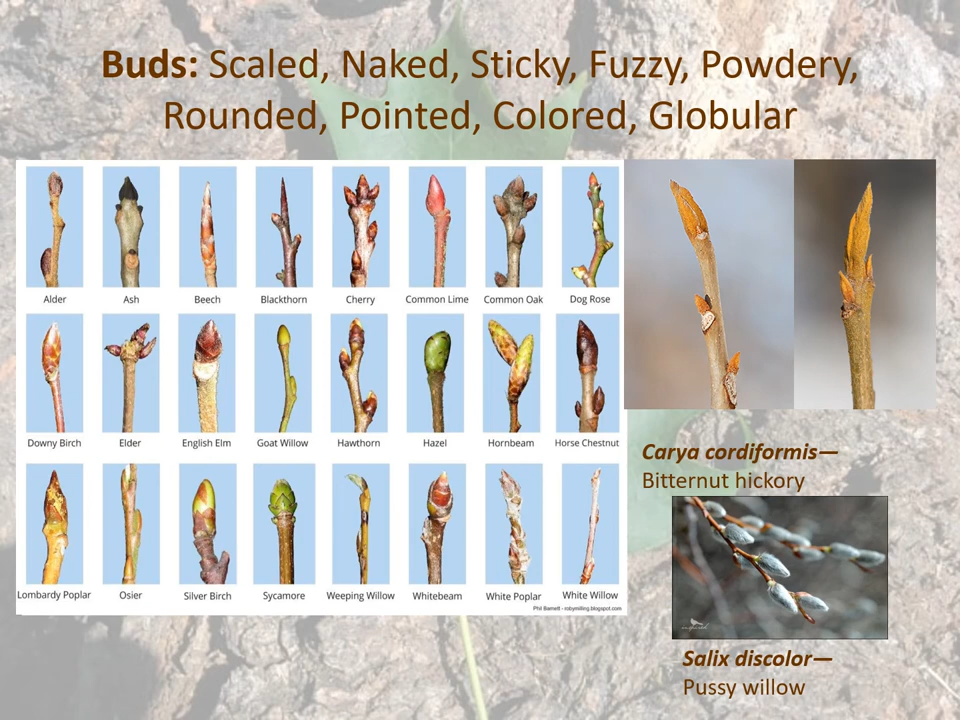 Buds: Scaled, Naked, Sticky, Fuzzy, Powdery,
Rounded, Pointed, Colored, Globular
Alder Ash Beech Blackthorn Cherry Common Lime Common Oak Dog Rose
Downy Birch Elder English Elm Goat Willow Hawthorn Hazel Hornbeam Horse Chestnut
Lombardy Poplar Osier Silver Birch Sycamore Weeping Willow Whitebeam White Poplar White Willow
Phil Barnett - robymilling.blogspot.com
Carya cordiformis—
Bitternut hickory
Salix discolor—
Pussy willow